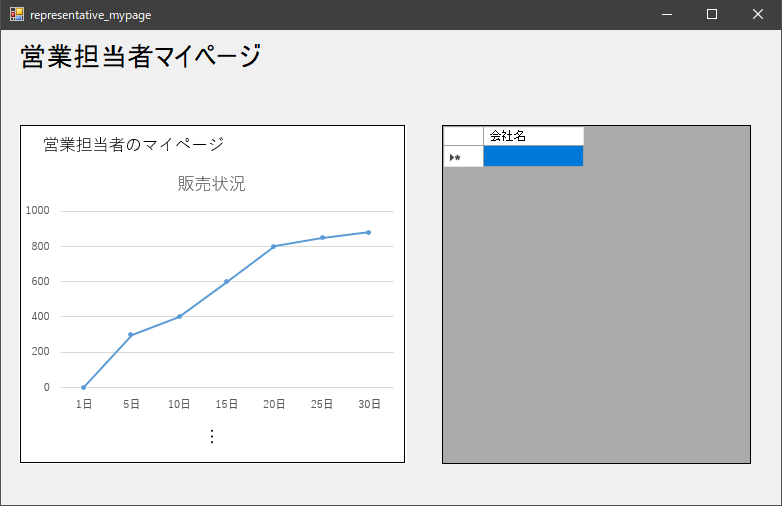 representative_mypage
営業担当者マイページ
営業担当者のマイページ
販売状況
1000
800
600
400
200
0
1日 5日 10日 15日 20日 25日 30日
⋮
会社名